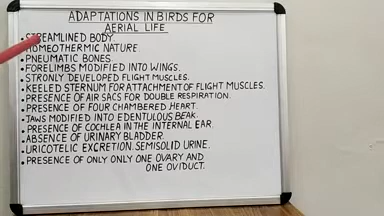 ADAPTATIONS IN BIRDS FOR
AERIAL LIFE
• STREAMLINED BODY.
• HOMEOTHERMIC NATURE.
• PNEUMATIC BONES.
• FORELIMBS MODIFIED INTO WINGS.
• STRONLY DEVELOPED FLIGHT MUSCLES.
• KEELED STERNUM FOR ATTACHMENT OF FLIGHT MUSCLES.
• PRESENCE OF AIR SACS FOR DOUBLE RESPIRATION.
• PRESENCE OF FOUR CHAMBERED HEART.
• JAWS MODIFIED INTO EDENTULOUS BEAK.
• PRESENCE OF COCHLEA IN THE INTERNAL EAR.
• ABSENCE OF URINARY BLADDER.
• URICOTELIC EXCRETION. SEMISOLID URINE.
• PRESENCE OF ONLY ONLY ONE OVARY AND
ONE OVIDUCT.